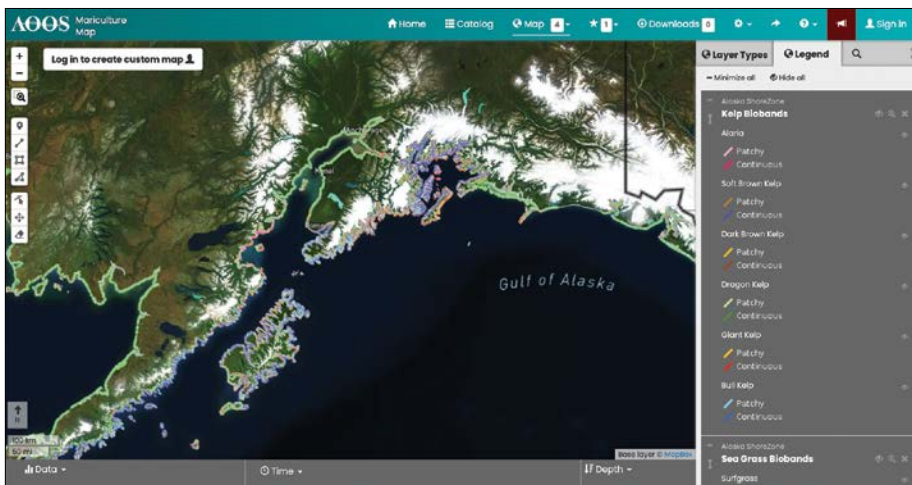 AOOS Mariculture Map
Home Catalog Map 4 1 Downloads 0 Sign In
Log in to create custom map
Layer Types Legend
Minimize all Hide all
Alaska ShoreZone
Kelp Biobands
Alaria
Patchy
Continuous
Soft Brown Kelp
Patchy
Continuous
Dark Brown Kelp
Patchy
Continuous
Dragon Kelp
Patchy
Continuous
Giant Kelp
Patchy
Continuous
Bull Kelp
Patchy
Continuous
Alaska ShoreZone
Sea Grass Biobands
Surfgrass
Gulf of Alaska
N
100 km
Base layer © MapBox
Data Time Depth